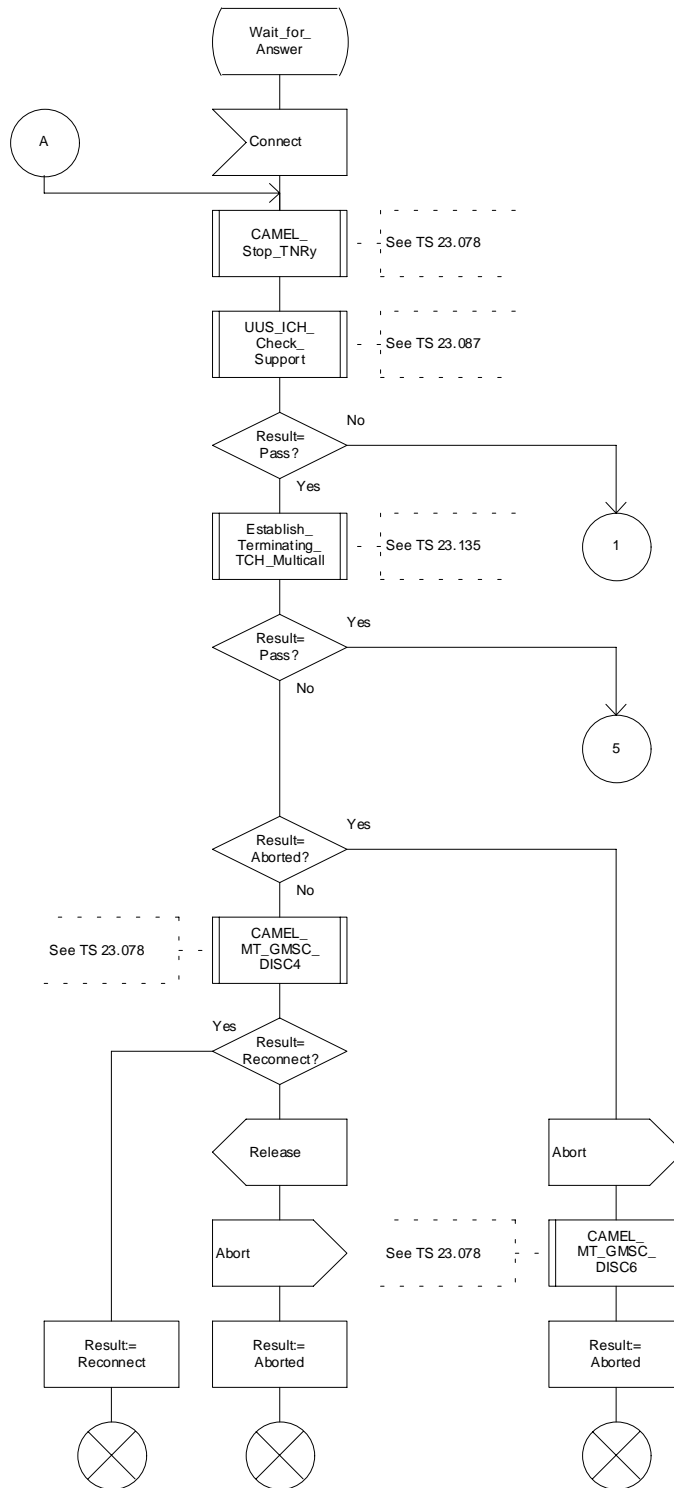 Wait_for_
Answer
A
Connect
CAMEL_
Stop_TNRy
See TS 23.078
UUS_ICH_
Check_
Support
See TS 23.087
Result=
Pass?
No
Yes
1
Establish_
Terminating_
TCH_Multicall
See TS 23.135
Result=
Pass?
Yes
No
5
Result=
Aborted?
Yes
No
See TS 23.078
CAMEL_
MT_GMSC_
DISC4
Yes
Result=
Reconnect?
Release
Abort
Abort
See TS 23.078
CAMEL_
MT_GMSC_
DISC6
Result:=
Reconnect
Result:=
Aborted
Result:=
Aborted